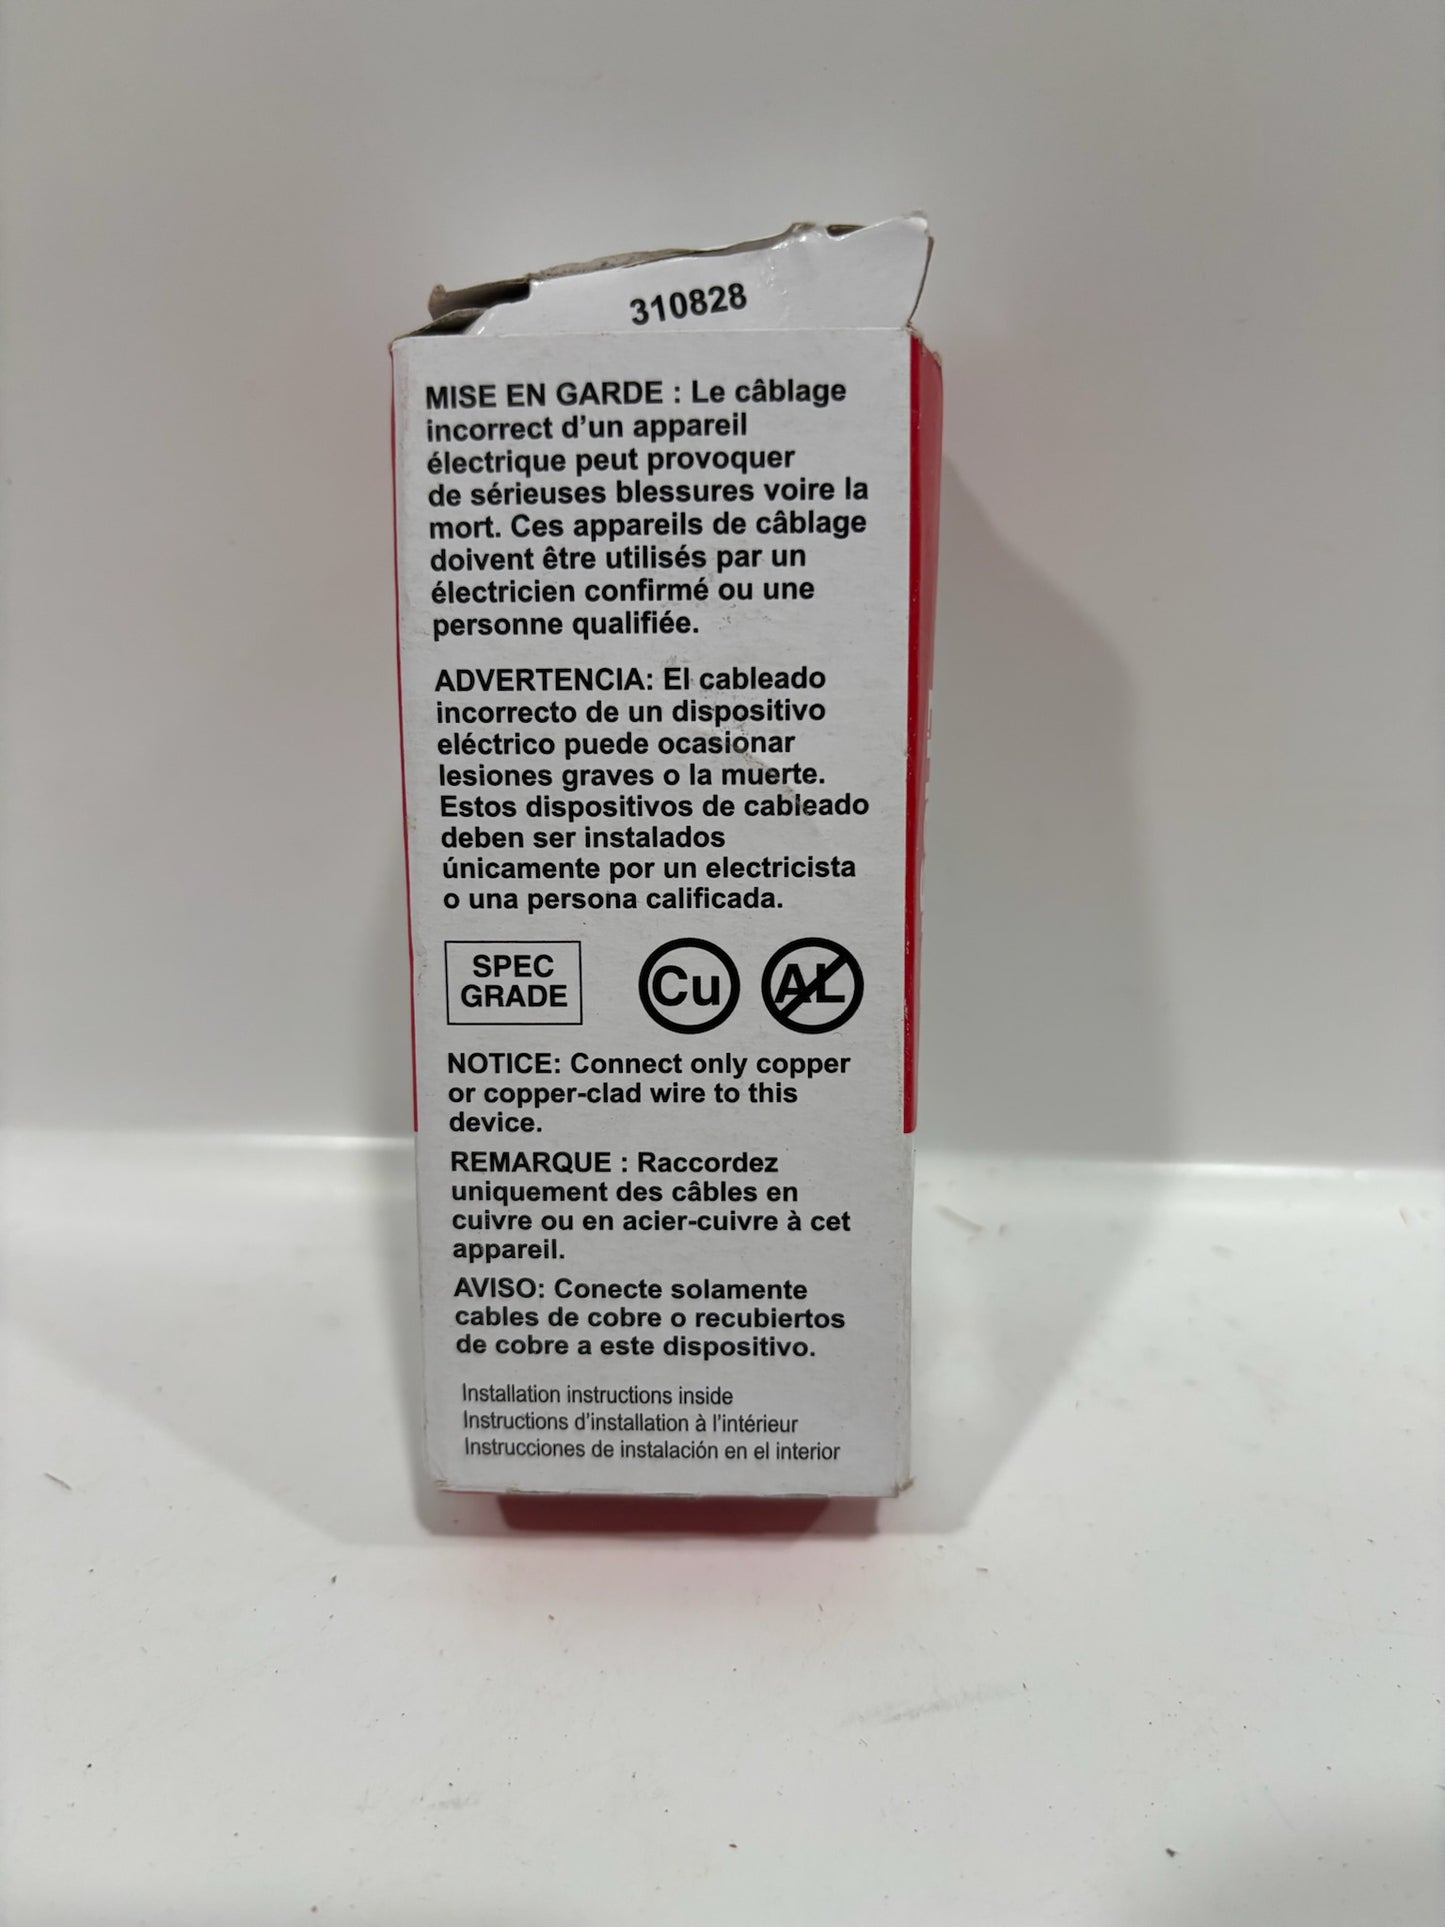 310828
MISE EN GARDE : Le câblage
incorrect d'un appareil
électrique peut provoquer
de sérieuses blessures voire la
mort. Ces appareils de câblage
doivent être utilisés par un
électricien confirmé ou une
personne qualifiée.
ADVERTENCIA: El cableado
incorrecto de un dispositivo
eléctrico puede ocasionar
lesiones graves o la muerte.
Estos dispositivos de cableado
deben ser instalados
únicamente por un electricista
o una persona calificada.
SPEC
GRADE
Cu AL
NOTICE: Connect only copper
or copper-clad wire to this
device.
REMARQUE : Raccordez
uniquement des câbles en
cuivre ou en acier-cuivre à cet
appareil.
AVISO: Conecte solamente
cables de cobre o recubiertos
de cobre a este dispositivo.
Installation instructions inside
Instructions d'installation à l'intérieur
Instrucciones de instalación en el interior